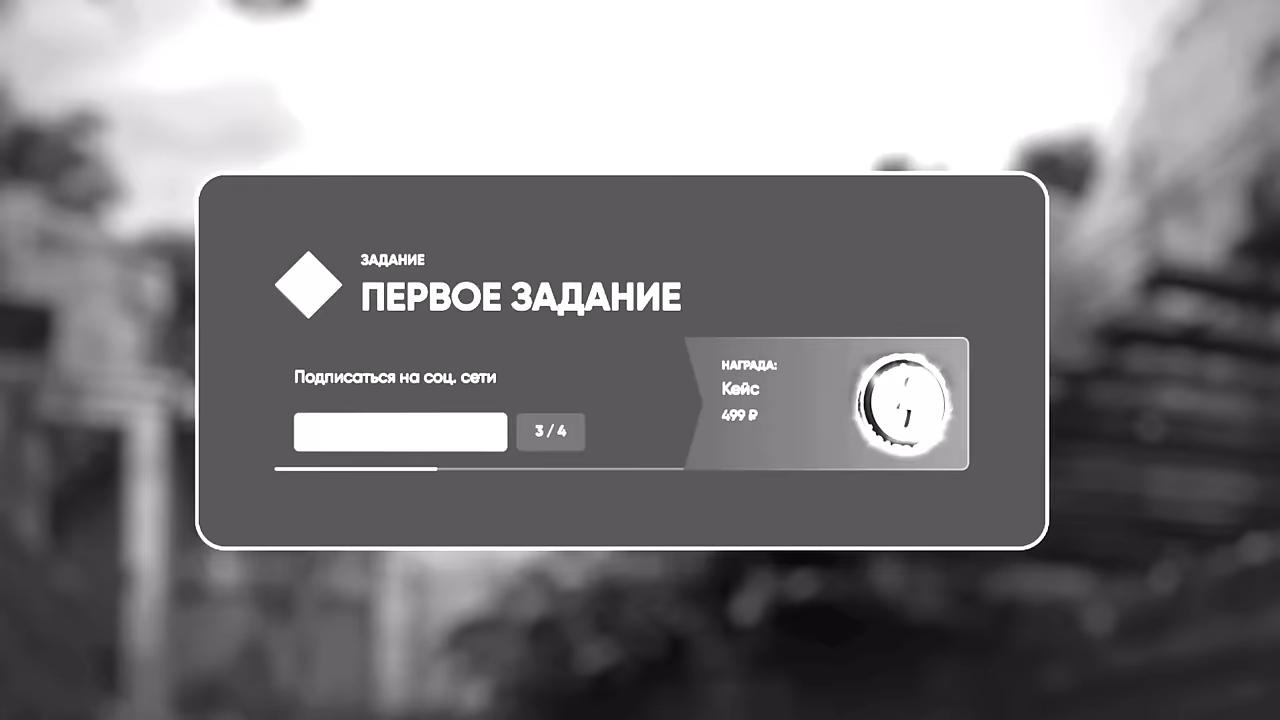 ЗАДАНИЕ
ПЕРВОЕ ЗАДАНИЕ
Подписаться на соц. сети
3 / 4
НАГРАДА:
Кейс
499 ₽